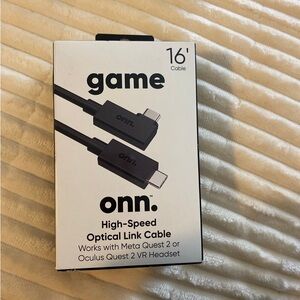 16'
Cable
game
onn.
onn.
onn.™
High-Speed
Optical Link Cable
Works with Meta Quest 2 or
Oculus Quest 2 VR Headset